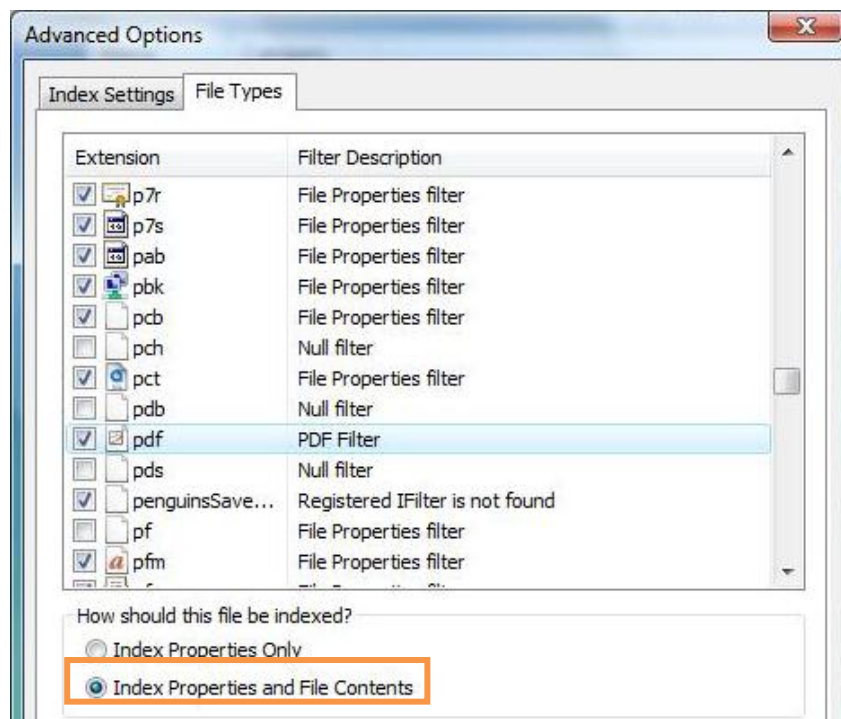 Advanced Options
Index Settings File Types
Extension Filter Description
p7r File Properties filter
p7s File Properties filter
pab File Properties filter
pbk File Properties filter
pcb File Properties filter
pch Null filter
pct File Properties filter
pdb Null filter
pdf PDF Filter
pds Null filter
penguinsSave... Registered IFilter is not found
pf File Properties filter
pfm File Properties filter
How should this file be indexed?
Index Properties Only
Index Properties and File Contents